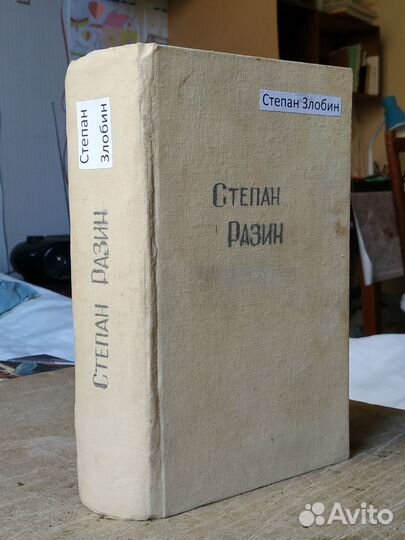 Степан
Злобин
СТЕПАН РАЗИН
Степан Злобин
СТЕПАН
РАЗИН
Avito